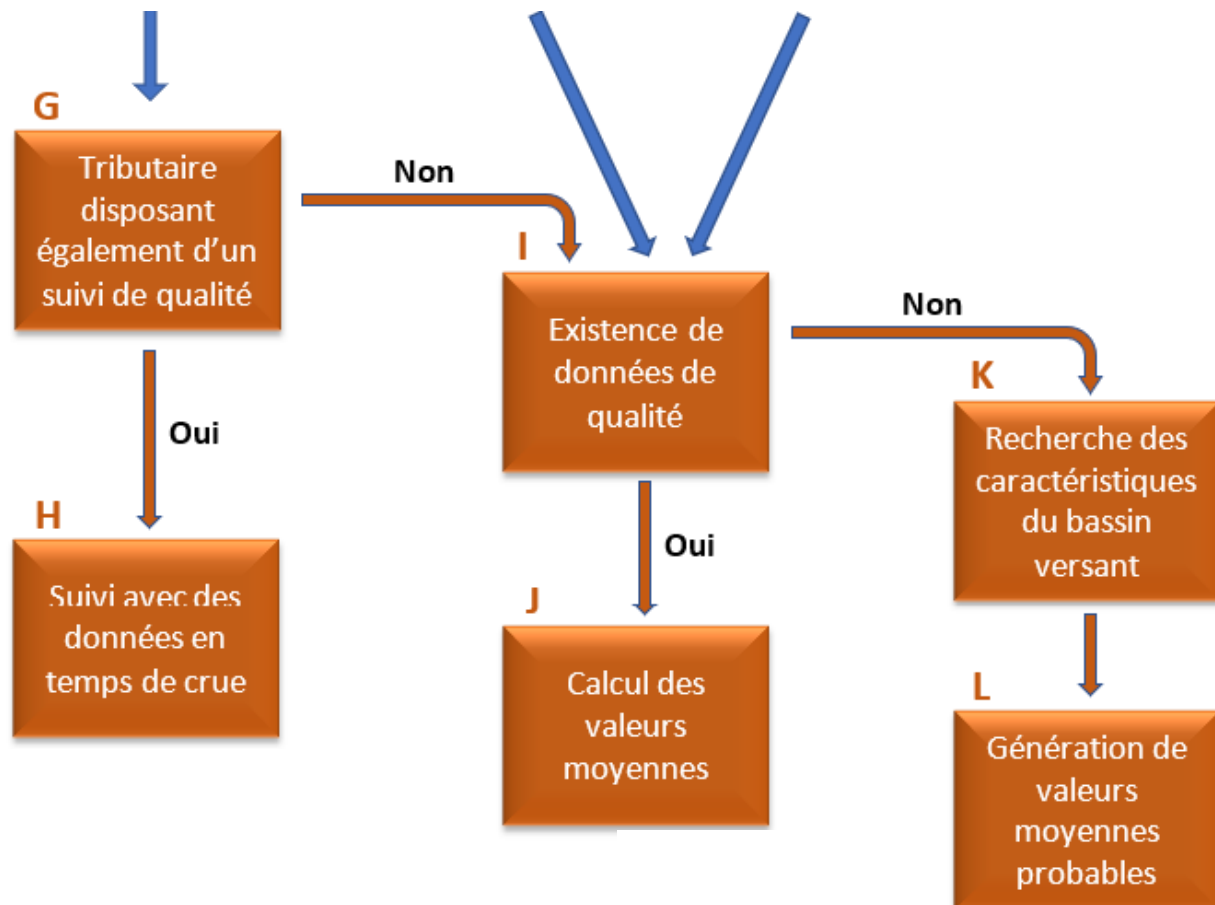 G
Tributaire
disposant
également d’un
suivi de qualité
Non
I
Existence de
données de
qualité
Non
K
Recherche des
caractéristiques
du bassin
versant
Oui
H
Suivi avec des
données en
temps de crue
Oui
J
Calcul des
valeurs
moyennes
L
Génération de
valeurs
moyennes
probables